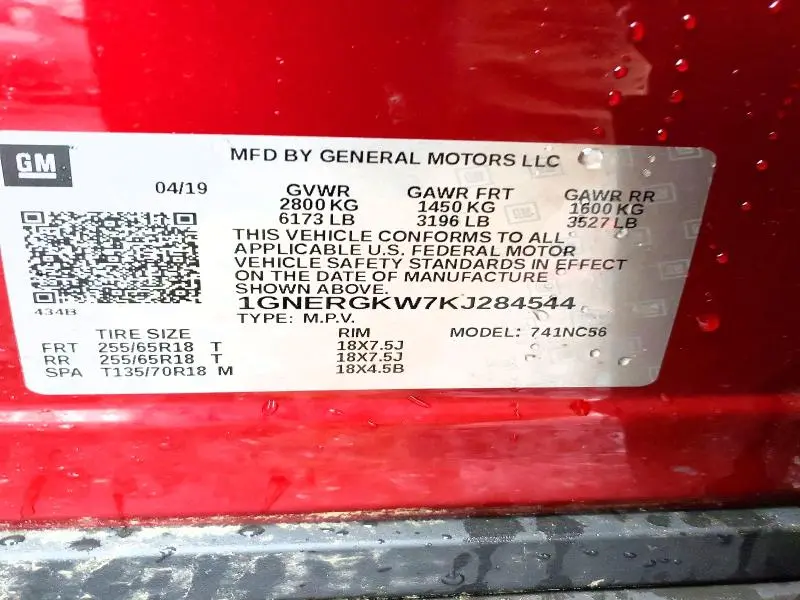 GM
MFD BY GENERAL MOTORS LLC
04/19 GVWR GAWR FRT GAWR RR
2800 KG 1450 KG 1600 KG
6173 LB 3196 LB 3527 LB
THIS VEHICLE CONFORMS TO ALL
APPLICABLE U.S. FEDERAL MOTOR
VEHICLE SAFETY STANDARDS IN EFFECT
ON THE DATE OF MANUFACTURE
SHOWN ABOVE.
1GNERGKW7KJ284544
434B
TYPE: M.P.V. MODEL: 741NC56
TIRE SIZE RIM
FRT 255/65R18 T 18X7.5J
RR 255/65R18 T 18X7.5J
SPA T135/70R18 M 18X4.5B